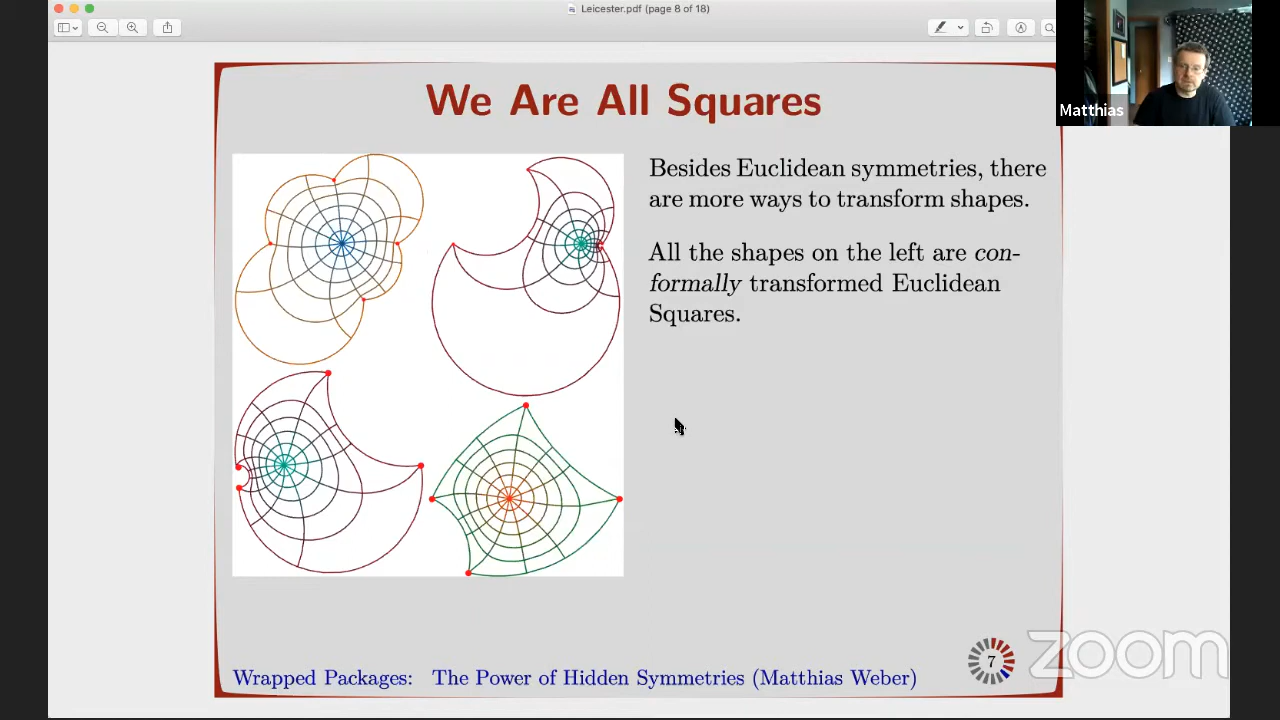 Leicester.pdf (page 8 of 18)
Matthias
We Are All Squares
Besides Euclidean symmetries, there
are more ways to transform shapes.
All the shapes on the left are con-
formally transformed Euclidean
Squares.
7
zoom
Wrapped Packages: The Power of Hidden Symmetries (Matthias Weber)